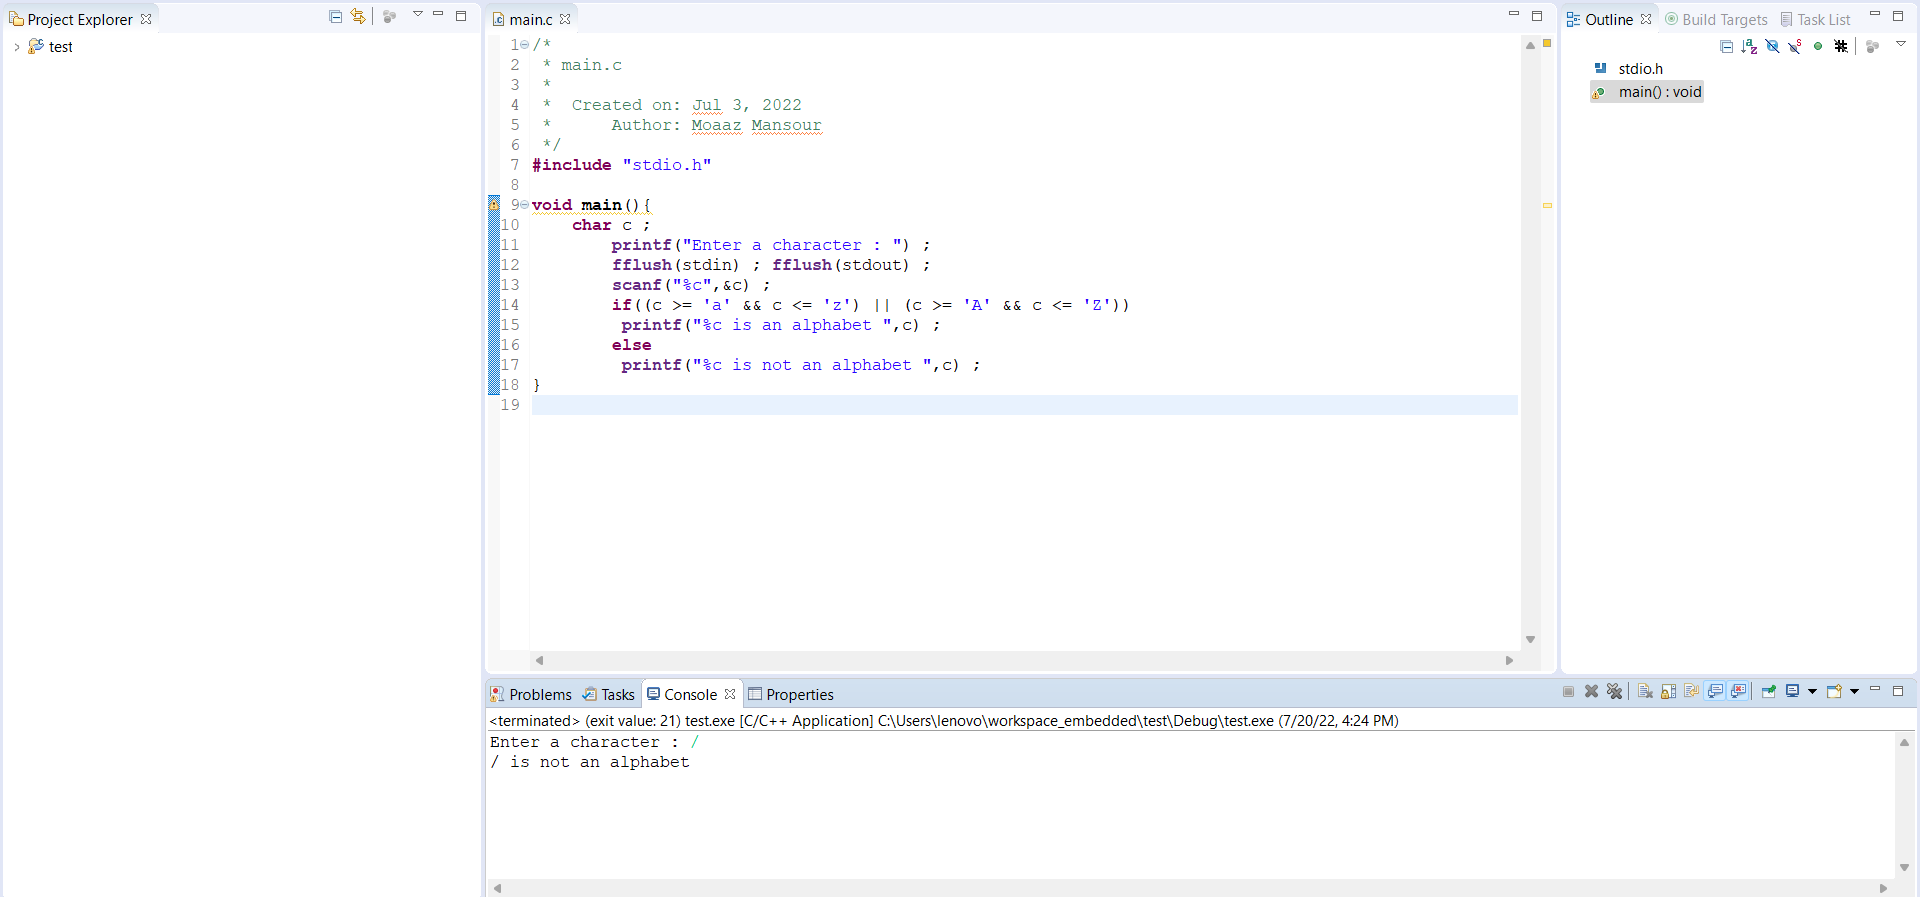 Project Explorer
test
main.c
1 /*
2  * main.c
3  *
4  *  Created on: Jul 3, 2022
5  *      Author: Moaaz Mansour
6  */
7 #include "stdio.h"
8
9 void main(){
10     char c ;
11         printf("Enter a character : ") ;
12         fflush(stdin) ; fflush(stdout) ;
13         scanf("%c",&c) ;
14         if((c >= 'a' && c <= 'z') || (c >= 'A' && c <= 'Z'))
15          printf("%c is an alphabet ",c) ;
16         else
17          printf("%c is not an alphabet ",c) ;
18 }
19
Outline Build Targets Task List
stdio.h
main() : void
Problems Tasks Console Properties
<terminated> (exit value: 21) test.exe [C/C++ Application] C:\Users\lenovo\workspace_embedded\test\Debug\test.exe (7/20/22, 4:24 PM)
Enter a character : /
/ is not an alphabet